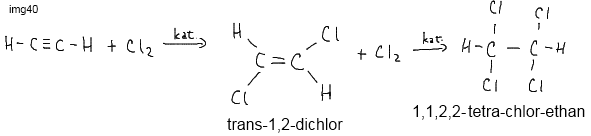 img40
H-C≡C-H + Cl2 kat. H Cl C=C Cl H + Cl2 kat. Cl Cl H-C-C-H Cl Cl
trans-1,2-dichlor
1,1,2,2-tetra-chlor-ethan